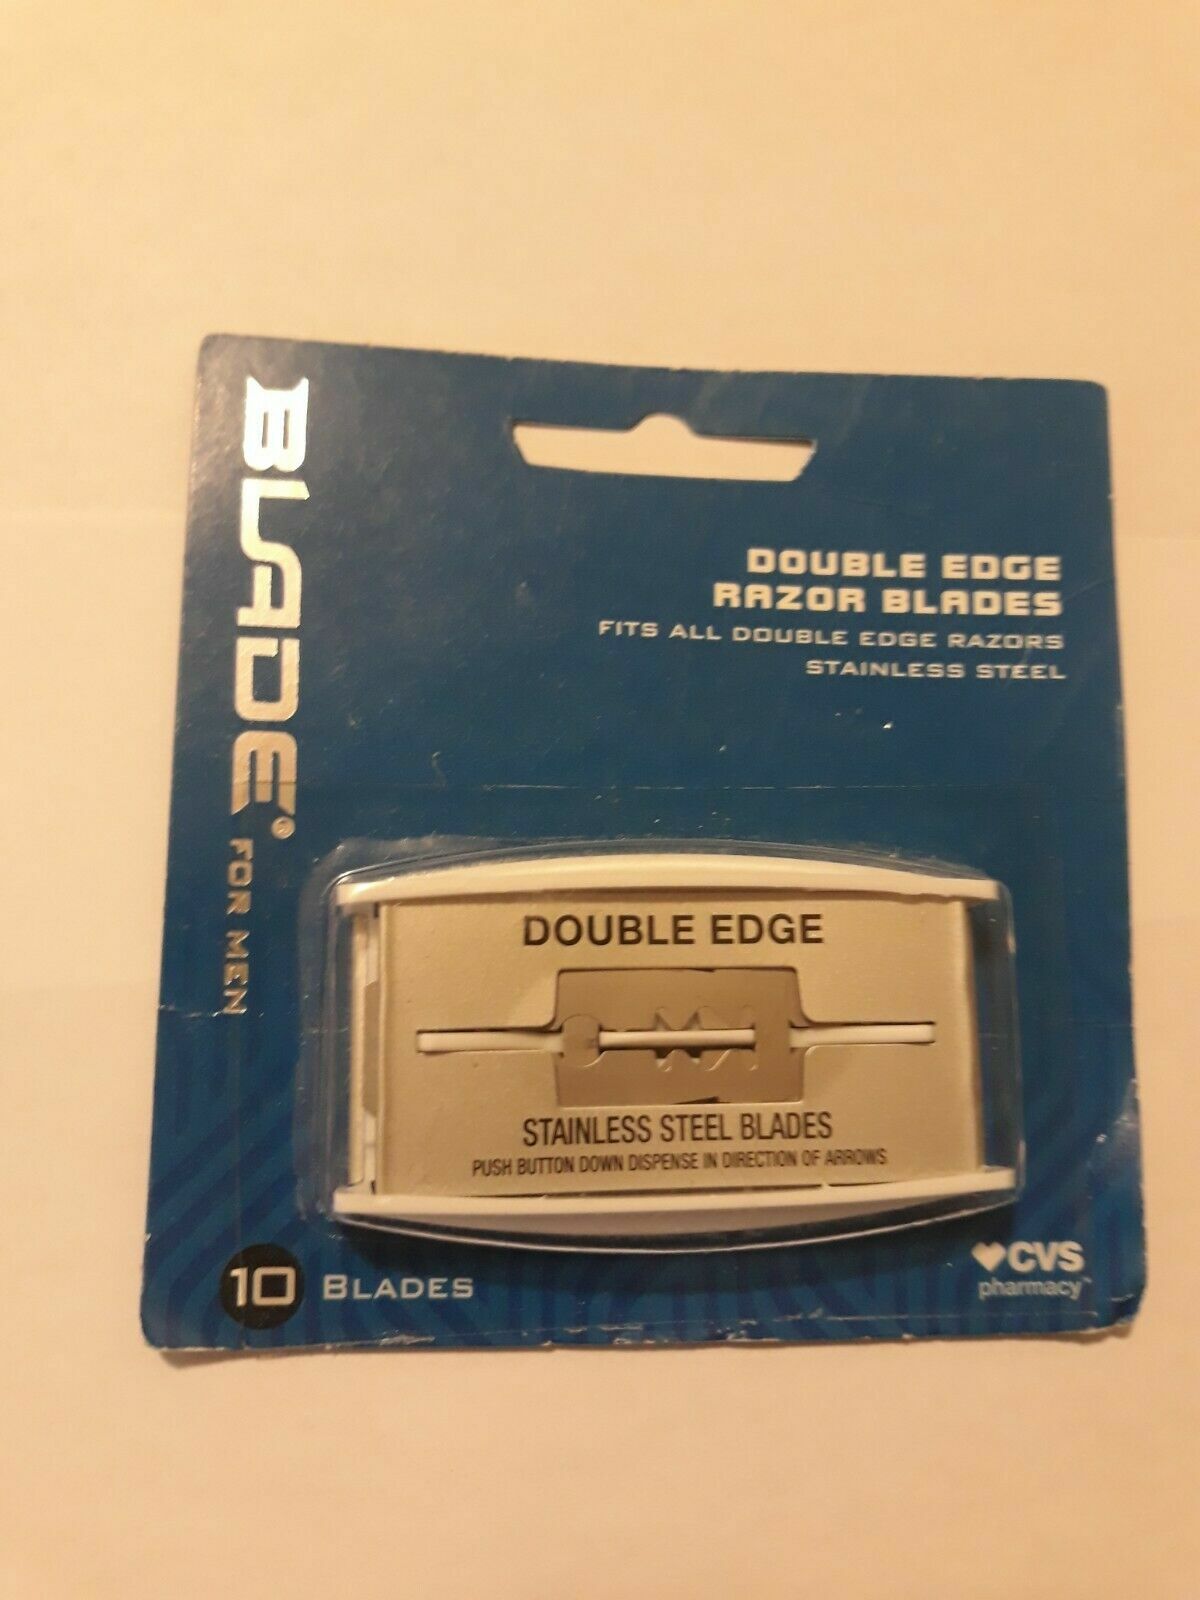 BLADE® FOR MEN
DOUBLE EDGE
RAZOR BLADES
FITS ALL DOUBLE EDGE RAZORS
STAINLESS STEEL
DOUBLE EDGE
STAINLESS STEEL BLADES
PUSH BUTTON DOWN DISPENSE IN DIRECTION OF ARROWS
10 BLADES
CVS
pharmacy™